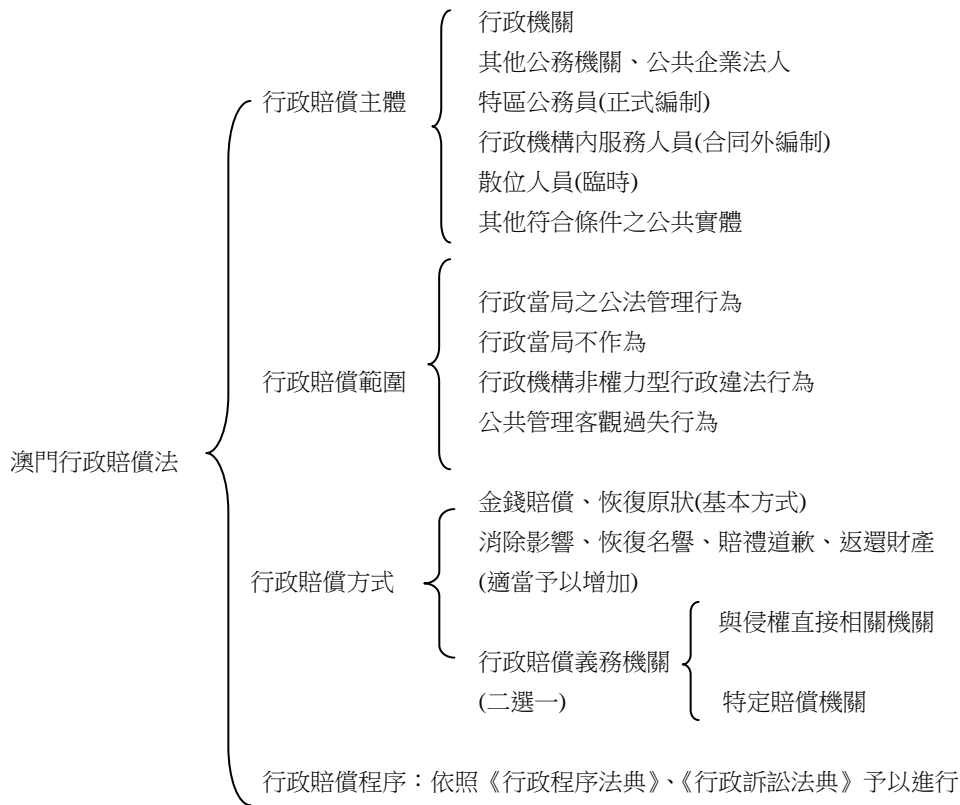 行政機關
其他公務機關、公共企業法人
行政賠償主體
特區公務員(正式編制)
行政機構內服務人員(合同外編制)
散位人員(臨時)
其他符合條件之公共實體
行政當局之公法管理行為
行政當局不作為
行政賠償範圍
行政機構非權力型行政違法行為
公共管理客觀過失行為
澳門行政賠償法
金錢賠償、恢復原狀(基本方式)
消除影響、恢復名譽、賠禮道歉、返還財產
行政賠償方式
(適當予以增加)
與侵權直接相關機關
行政賠償義務機關
(二選一)
特定賠償機關
行政賠償程序：依照《行政程序法典》、《行政訴訟法典》予以進行